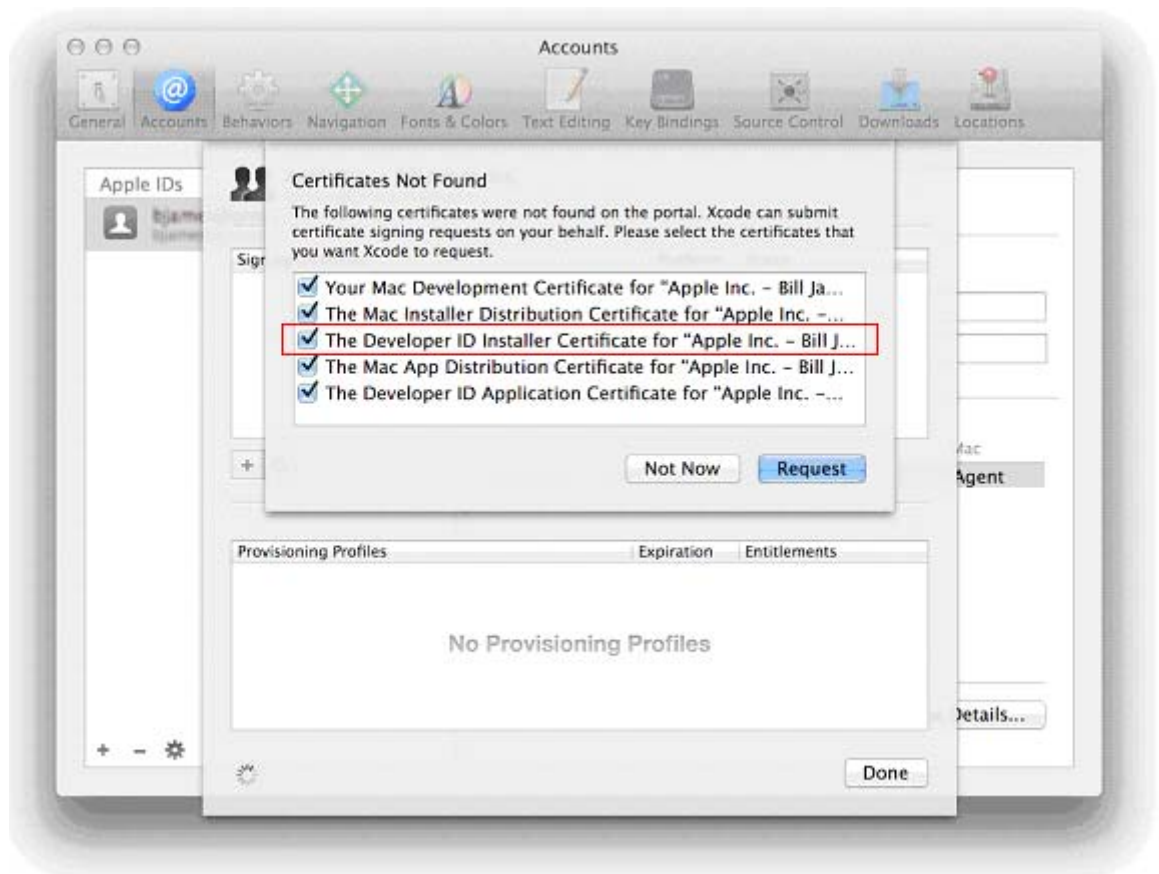 Accounts
General Accounts Behaviors Navigation Fonts & Colors Text Editing Key Bindings Source Control Downloads Locations
Apple IDs
Certificates Not Found
The following certificates were not found on the portal. Xcode can submit
certificate signing requests on your behalf. Please select the certificates that
you want Xcode to request.
Sign
Your Mac Development Certificate for "Apple Inc. – Bill Ja...
The Mac Installer Distribution Certificate for "Apple Inc. –...
The Developer ID Installer Certificate for "Apple Inc. – Bill J...
The Mac App Distribution Certificate for "Apple Inc. – Bill J...
The Developer ID Application Certificate for "Apple Inc. –...
Mac
+
Not Now Request
Agent
Provisioning Profiles Expiration Entitlements
No Provisioning Profiles
Details...
+ –
Done